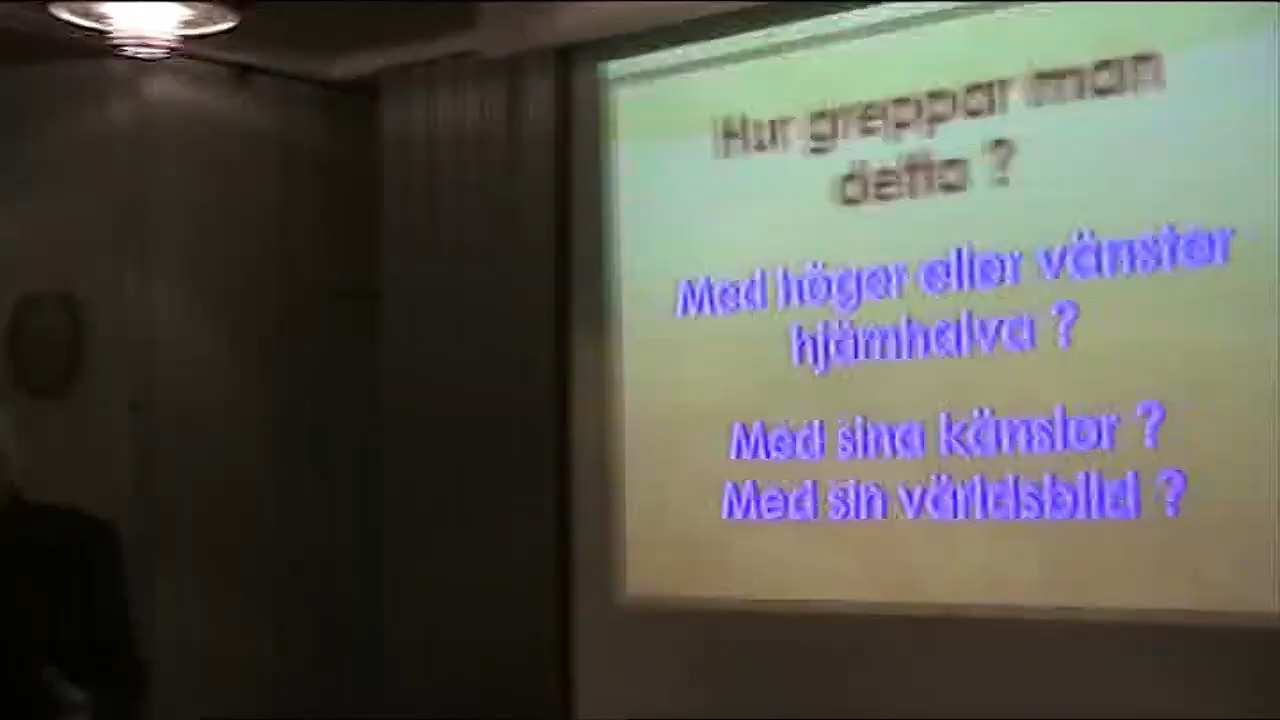 Hur greppar man
detta ?
Med höger eller vänster
hjärnhalva ?
Med sina känslor ?
Med sin världsbild ?